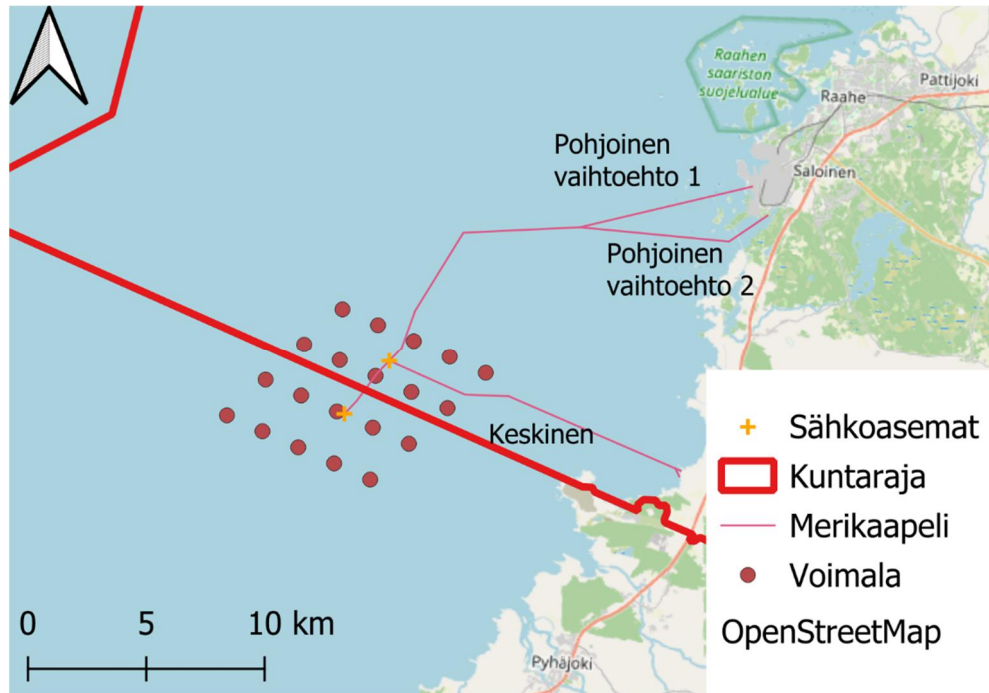 Raahen
saariston
suojelualue
Pattijoki
Raahe
Pohjoinen
vaihtoehto 1
Saloinen
Pohjoinen
vaihtoehto 2
Keskinen
Sähkoasemat
Kuntaraja
Merikaapeli
Voimala
OpenStreetMap
0 5 10 km
Pyhäjoki